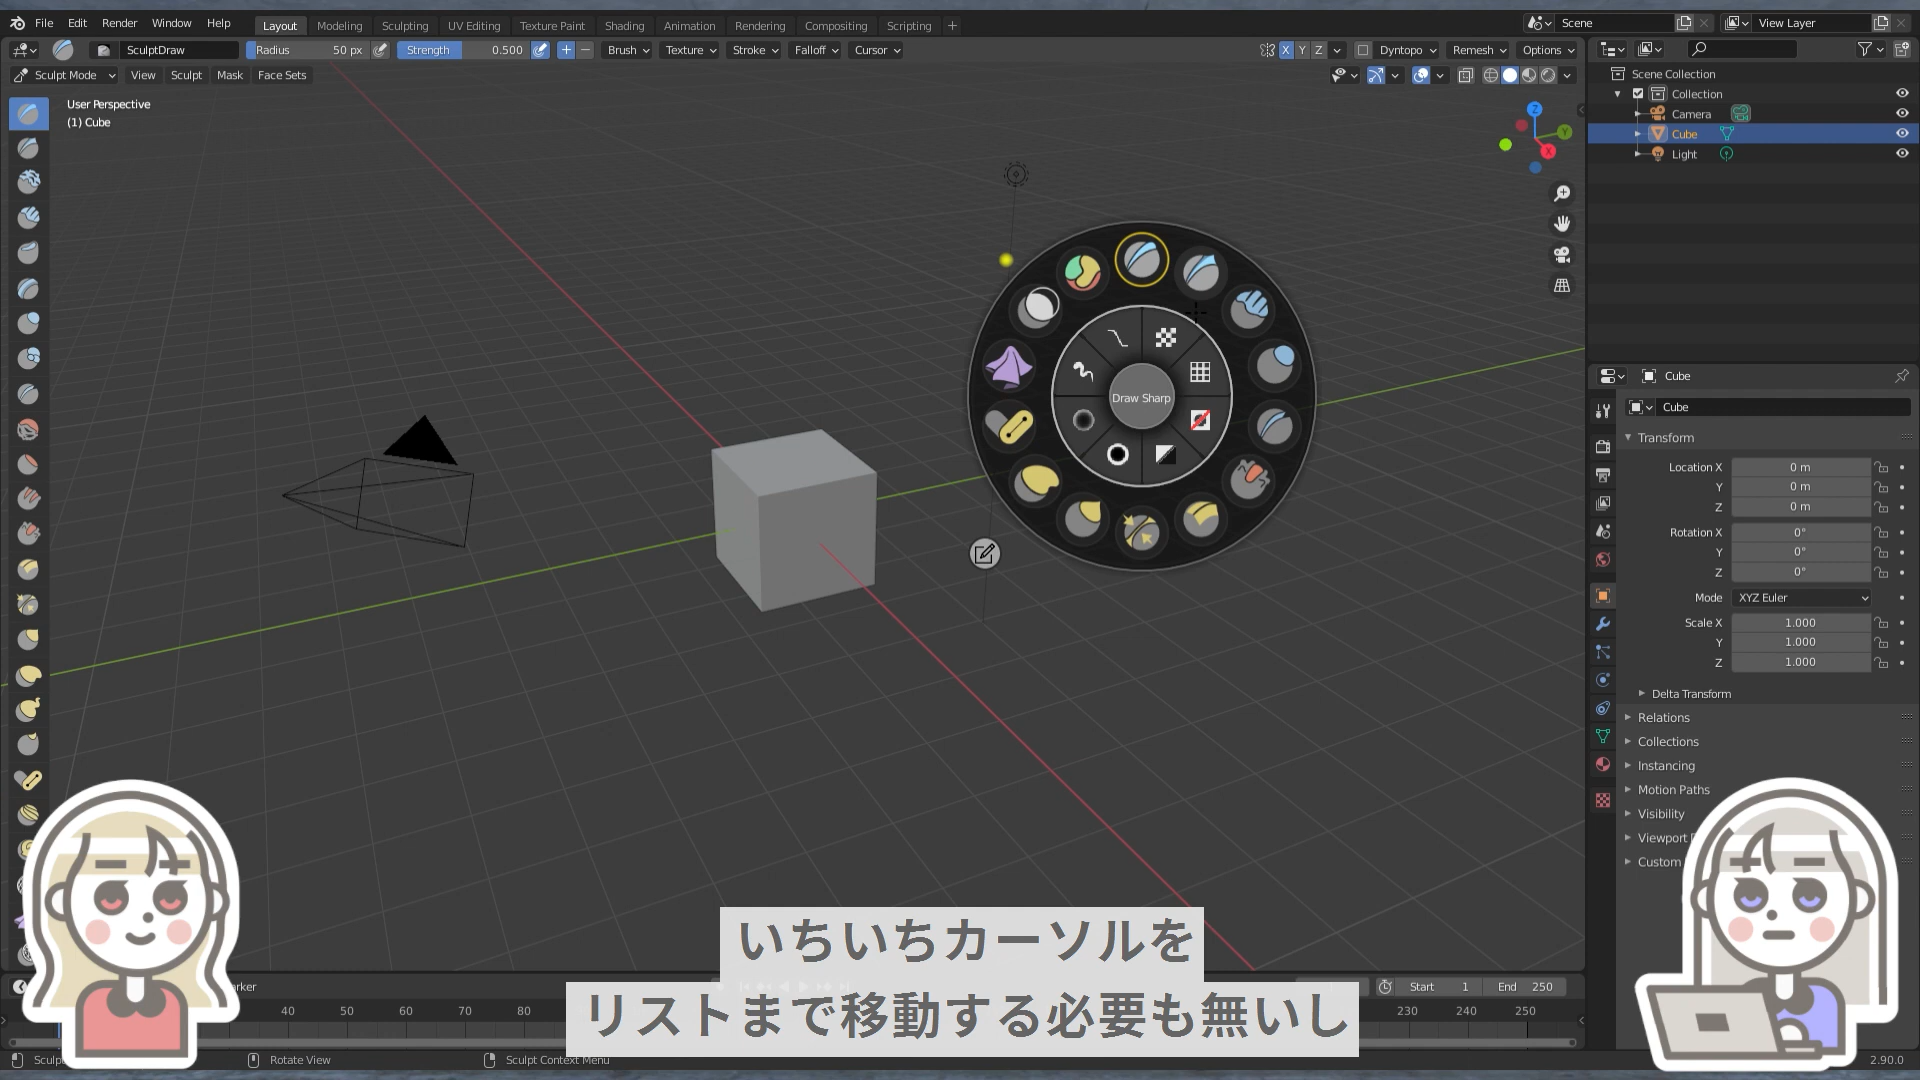 File Edit Render Window Help Layout Modeling Sculpting UV Editing Texture Paint Shading Animation Rendering Compositing Scripting + Scene View Layer
SculptDraw Radius 50 px Strength 0.500 Brush Texture Stroke Falloff Cursor X Y Z Dyntopo Remesh Options
Sculpt Mode View Sculpt Mask Face Sets
User Perspective
(1) Cube
Z
Y
X
Scene Collection
Collection
Camera
Cube
Light
Draw Sharp
Cube
Cube
Transform
Location X 0 m
Y 0 m
Z 0 m
Rotation X 0°
Y 0°
Z 0°
Mode XYZ Euler
Scale X 1.000
Y 1.000
Z 1.000
Delta Transform
Relations
Collections
Instancing
Motion Paths
Visibility
Viewport
Custom
いちいちカーソルを
リストまで移動する必要も無いし
arker Start 1 End 250
40 50 60 70 80 230 240 250
Sculp Rotate View Sculpt Context Menu 2.90.0